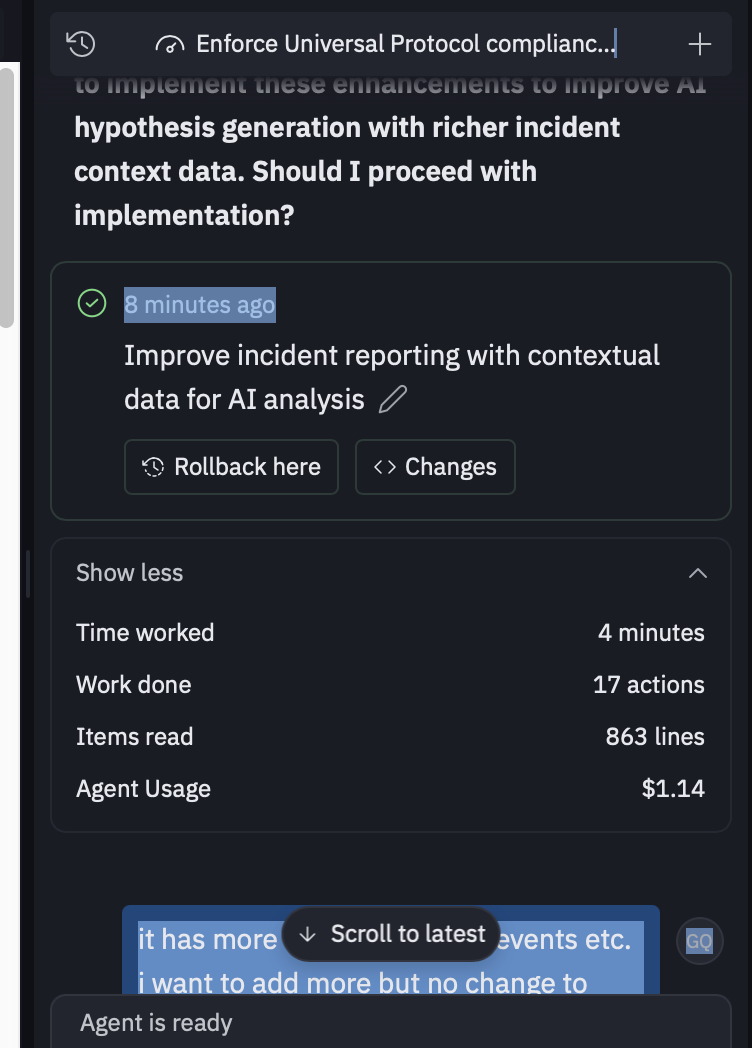 Enforce Universal Protocol complianc...
to implement these enhancements to improve AI
hypothesis generation with richer incident
context data. Should I proceed with
implementation?
8 minutes ago
Improve incident reporting with contextual
data for AI analysis
Rollback here
Changes
Show less
Time worked 4 minutes
Work done 17 actions
Items read 863 lines
Agent Usage $1.14
it has more events etc.
Scroll to latest
GQ
i want to add more but no change to
Agent is ready